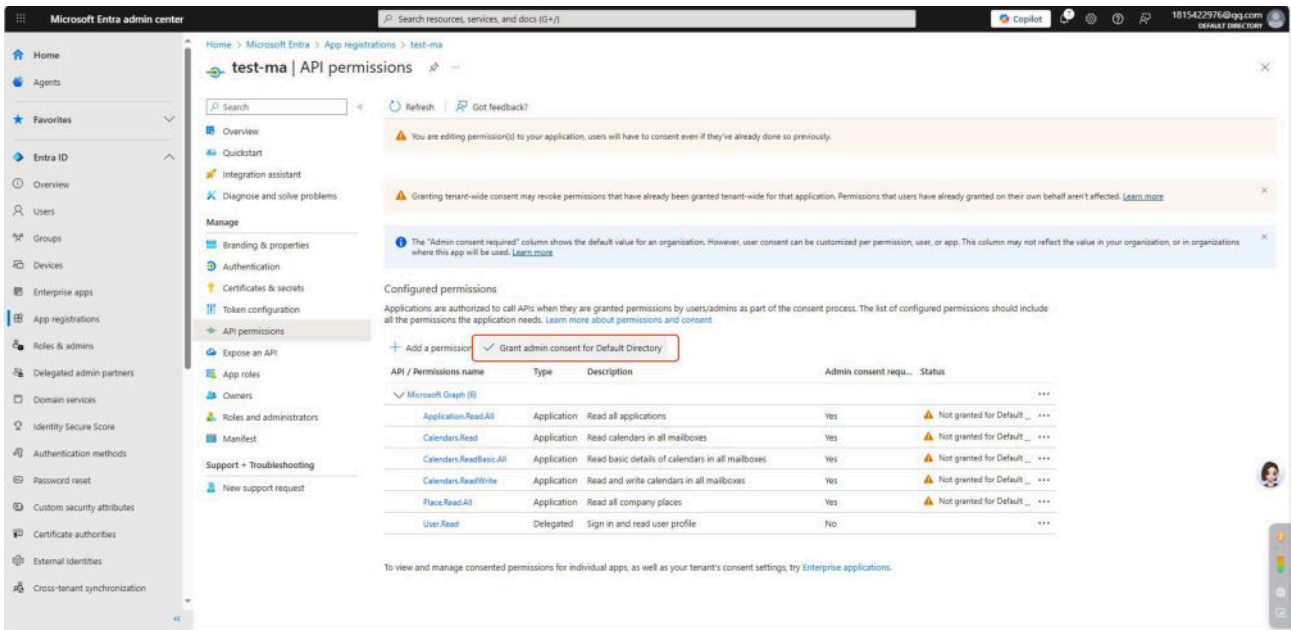 Microsoft Entra admin center
Search resources, services, and docs (G+/)
Copilot
1815422976@qq.com
DEFAULT DIRECTORY
Home
Agents
Favorites
Entra ID
Overview
Users
Groups
Devices
Enterprise apps
App registrations
Roles & admins
Delegated admin partners
Domain services
Identity Secure Score
Authentication methods
Password reset
Custom security attributes
Certificate authorities
External Identities
Cross-tenant synchronization
Home > Microsoft Entra > App registrations > test-ma
test-ma | API permissions
Search
Overview
Quickstart
Integration assistant
Diagnose and solve problems
Manage
Branding & properties
Authentication
Certificates & secrets
Token configuration
API permissions
Expose an API
App roles
Owners
Roles and administrators
Manifest
Support + Troubleshooting
New support request
Refresh
Got feedback?
You are editing permission(s) to your application, users will have to consent even if they've already done so previously.
Granting tenant-wide consent may revoke permissions that have already been granted tenant-wide for that application. Permissions that users have already granted on their own behalf aren't affected. Learn more
The "Admin consent required" column shows the default value for an organization. However, user consent can be customized per permission, user, or app. This column may not reflect the value in your organization, or in organizations
where this app will be used. Learn more
Configured permissions
Applications are authorized to call APIs when they are granted permissions by users/admins as part of the consent process. The list of configured permissions should include
all the permissions the application needs. Learn more about permissions and consent
Add a permission
Grant admin consent for Default Directory
API / Permissions name Type Description Admin consent requ... Status
Microsoft Graph (6)
Application.Read.All Application Read all applications Yes Not granted for Default ...
Calendars.Read Application Read calendars in all mailboxes Yes Not granted for Default ...
Calendars.ReadBasic.All Application Read basic details of calendars in all mailboxes Yes Not granted for Default ...
Calendars.ReadWrite Application Read and write calendars in all mailboxes Yes Not granted for Default ...
Place.Read.All Application Read all company places Yes Not granted for Default ...
User.Read Delegated Sign in and read user profile No
To view and manage consented permissions for individual apps, as well as your tenant's consent settings, try Enterprise applications.